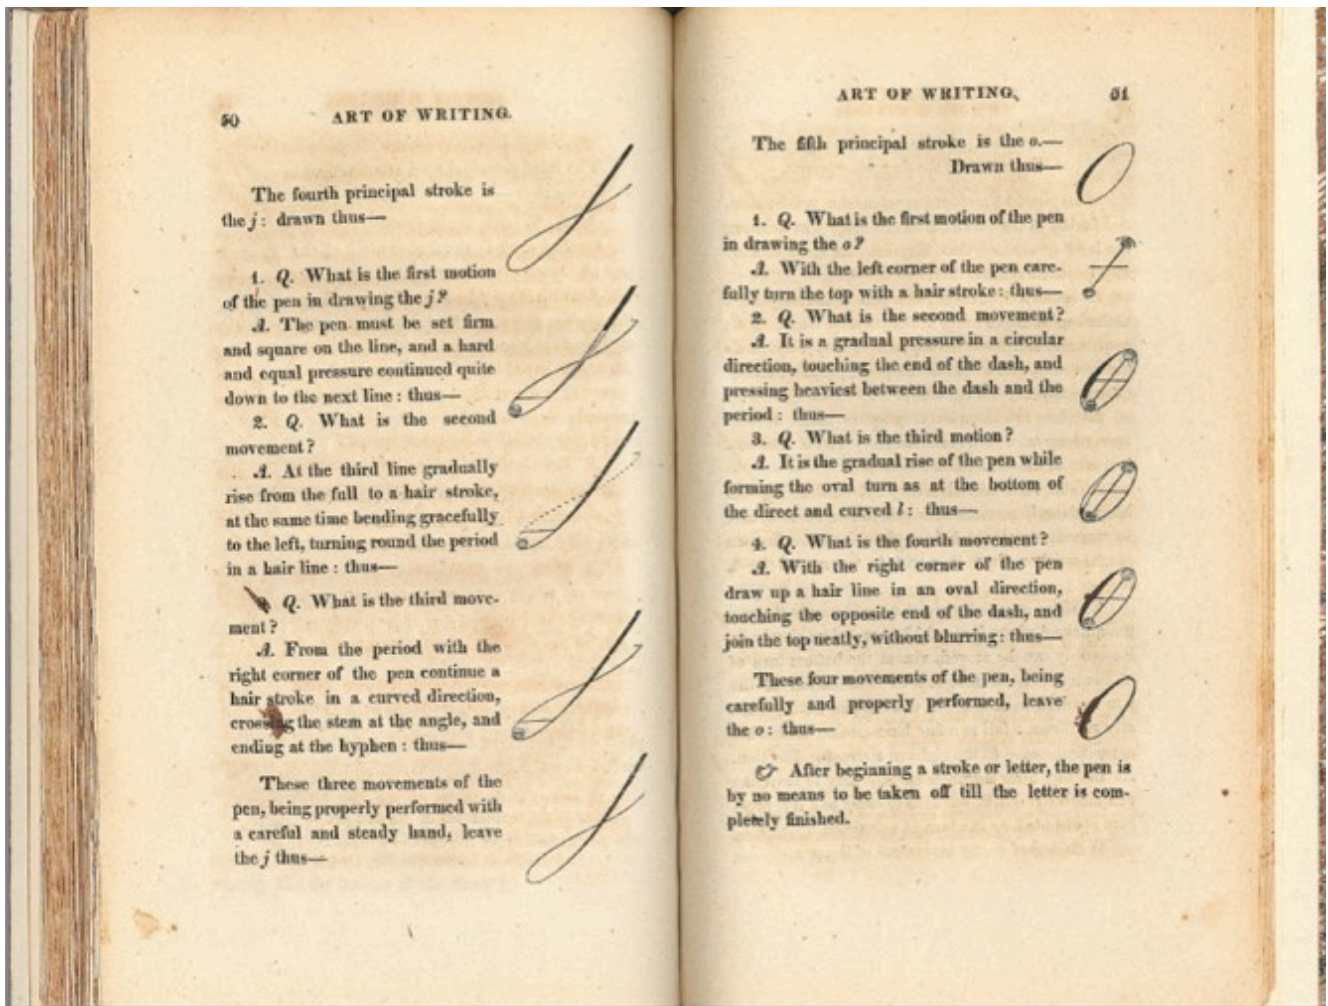 50 ART OF WRITING.
The fourth principal stroke is
the j: drawn thus—
1. Q. What is the first motion
of the pen in drawing the j?
A. The pen must be set firm
and square on the line, and a hard
and equal pressure continued quite
down to the next line: thus—
2. Q. What is the second
movement?
A. At the third line gradually
rise from the full to a hair stroke,
at the same time bending gracefully
to the left, turning round the period
in a hair line: thus—
Q. What is the third move-
ment?
A. From the period with the
right corner of the pen continue a
hair stroke in a curved direction,
crossing the stem at the angle, and
ending at the hyphen: thus—
These three movements of the
pen, being properly performed with
a careful and steady hand, leave
the j thus—
ART OF WRITING. 51
The fifth principal stroke is the o.—
Drawn thus—
1. Q. What is the first motion of the pen
in drawing the o?
A. With the left corner of the pen care-
fully turn the top with a hair stroke: thus—
2. Q. What is the second movement?
A. It is a gradual pressure in a circular
direction, touching the end of the dash, and
pressing heaviest between the dash and the
period: thus—
3. Q. What is the third motion?
A. It is the gradual rise of the pen while
forming the oval turn as at the bottom of
the direct and curved l: thus—
4. Q. What is the fourth movement?
A. With the right corner of the pen
draw up a hair line in an oval direction,
touching the opposite end of the dash, and
join the top neatly, without blurring: thus—
These four movements of the pen, being
carefully and properly performed, leave
the o: thus—
☞ After beginning a stroke or letter, the pen is
by no means to be taken off till the letter is com-
pletely finished.